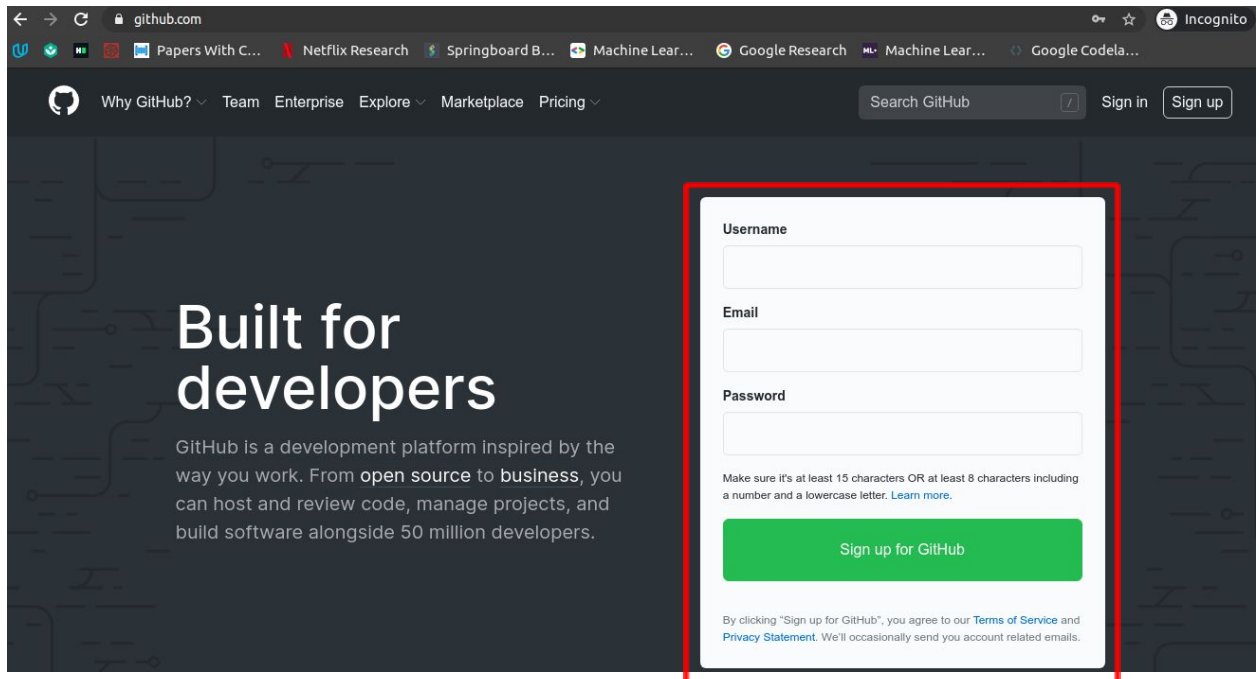 github.com
Incognito
Papers With C... Netflix Research Springboard B... Machine Lear... Google Research Machine Lear... Google Codela...
Why GitHub? Team Enterprise Explore Marketplace Pricing Search GitHub / Sign in Sign up
Built for
developers
GitHub is a development platform inspired by the
way you work. From open source to business, you
can host and review code, manage projects, and
build software alongside 50 million developers.
Username
Email
Password
Make sure it's at least 15 characters OR at least 8 characters including
a number and a lowercase letter. Learn more.
Sign up for GitHub
By clicking “Sign up for GitHub”, you agree to our Terms of Service and
Privacy Statement. We'll occasionally send you account related emails.